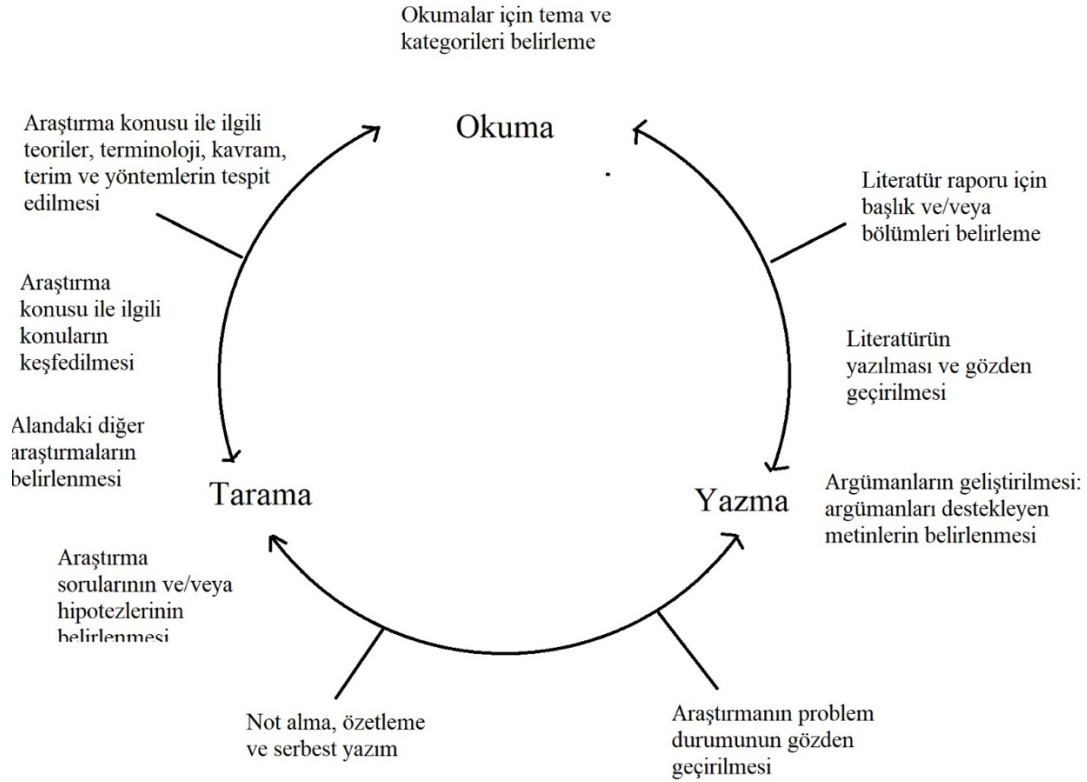 Okumalar için tema ve
kategorileri belirleme
Okuma
Araştırma konusu ile ilgili
teoriler, terminoloji, kavram,
terim ve yöntemlerin tespit
edilmesi
Literatür raporu için
başlık ve/veya
bölümleri belirleme
Araştırma
konusu ile ilgili
konuların
keşfedilmesi
Literatürün
yazılması ve gözden
geçirilmesi
Alandaki diğer
araştırmaların
belirlenmesi
Tarama
Yazma
Argümanların geliştirilmesi:
argümanları destekleyen
metinlerin belirlenmesi
Araştırma
sorularının ve/veya
hipotezlerinin
belirlenmesi
Not alma, özetleme
ve serbest yazım
Araştırmanın problem
durumunun gözden
geçirilmesi